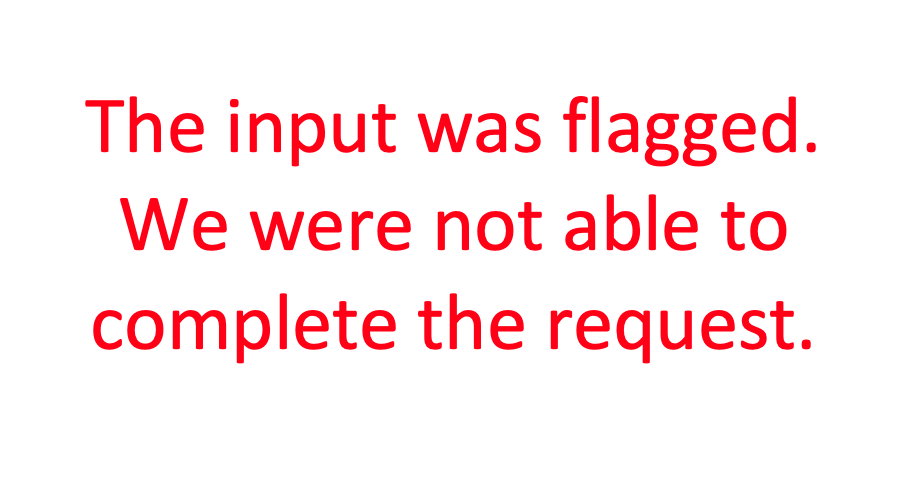 The input was flagged.
We were not able to
complete the request.